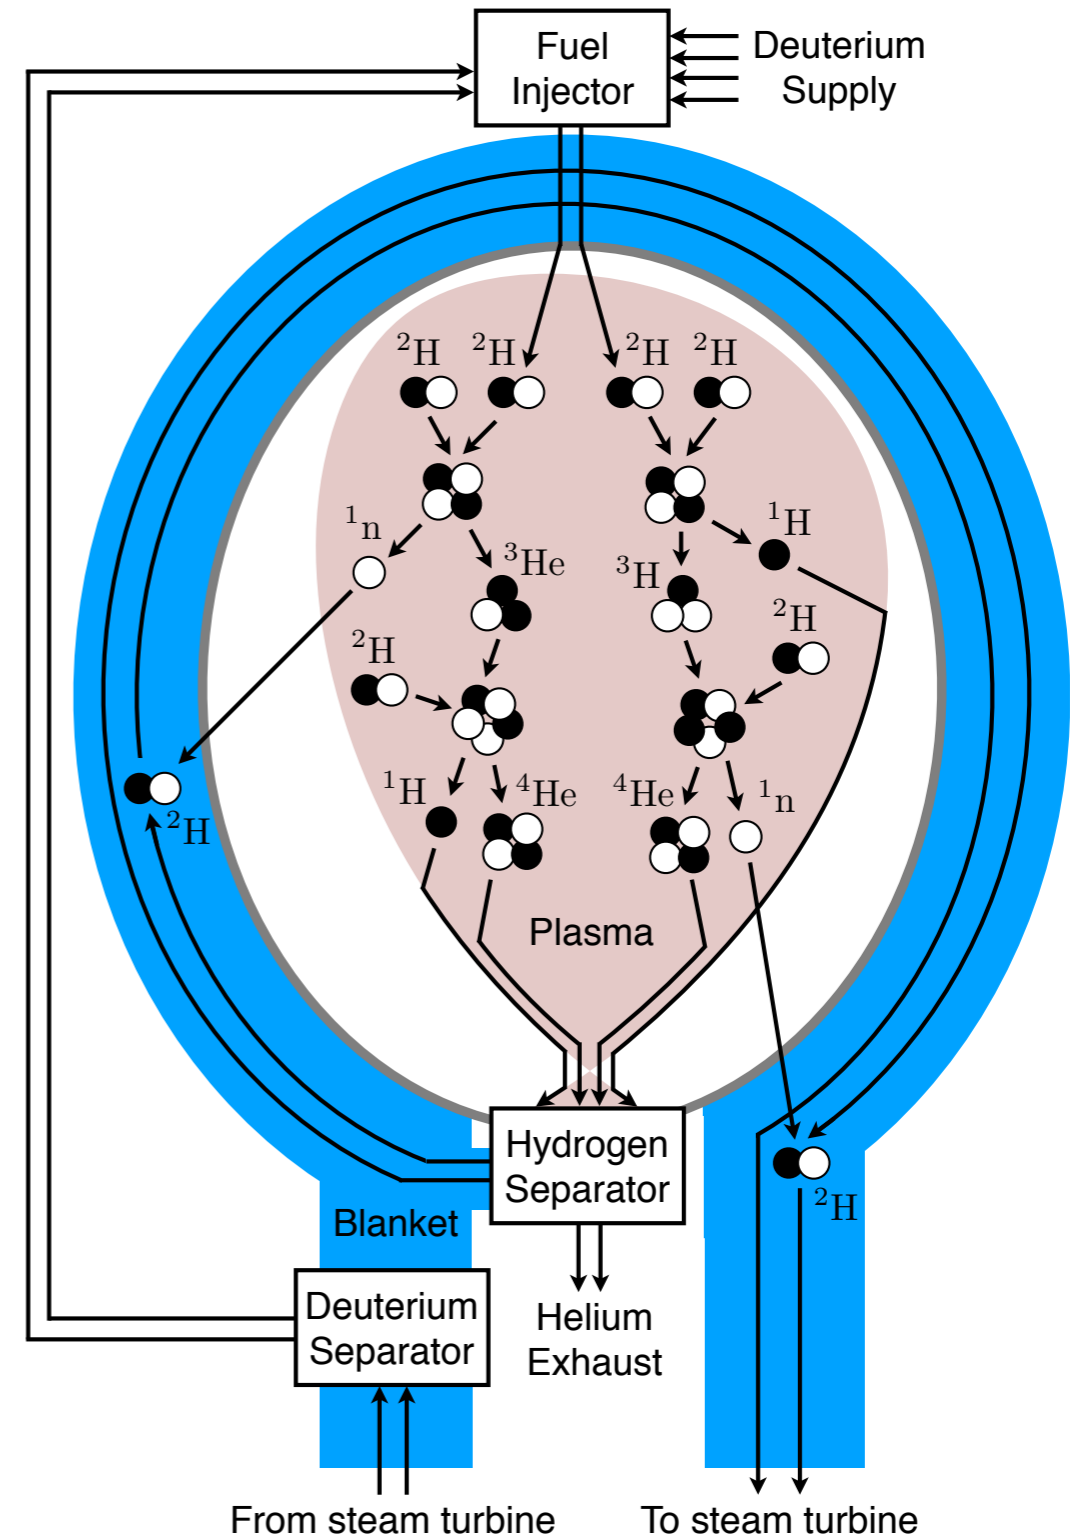 Fuel
Injector
Deuterium
Supply
²H ²H ²H ²H
¹n
³He
³H
¹H
²H
²H
¹H
⁴He
⁴He
¹n
²H
Plasma
Hydrogen
Separator
²H
Blanket
Deuterium
Separator
Helium
Exhaust
From steam turbine
To steam turbine